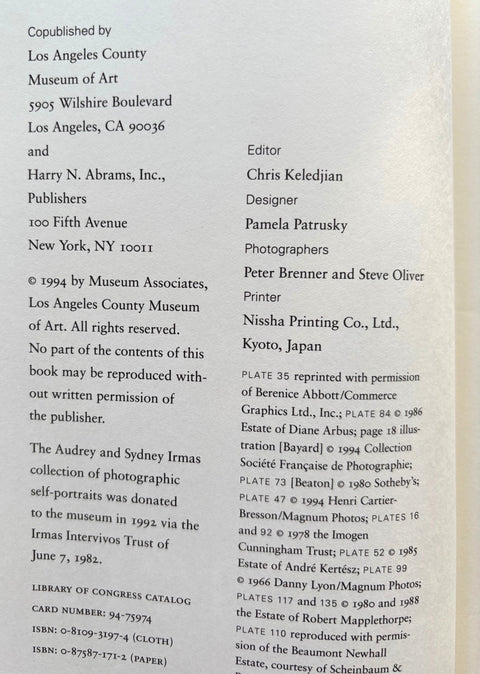 Copublished by
Los Angeles County
Museum of Art
5905 Wilshire Boulevard
Los Angeles, CA 90036
and
Harry N. Abrams, Inc.,
Publishers
100 Fifth Avenue
New York, NY 10011
© 1994 by Museum Associates,
Los Angeles County Museum
of Art. All rights reserved.
No part of the contents of this
book may be reproduced with-
out written permission of
the publisher.
The Audrey and Sydney Irmas
collection of photographic
self-portraits was donated
to the museum in 1992 via the
Irmas Intervivos Trust of
June 7, 1982.
LIBRARY OF CONGRESS CATALOG
CARD NUMBER: 94-75974
ISBN: 0-8109-3197-4 (CLOTH)
ISBN: 0-87587-171-2 (PAPER)
Editor
Chris Keledjian
Designer
Pamela Patrusky
Photographers
Peter Brenner and Steve Oliver
Printer
Nissha Printing Co., Ltd.,
Kyoto, Japan
PLATE 35 reprinted with permission
of Berenice Abbott/Commerce
Graphics Ltd., Inc.; PLATE 84 © 1986
Estate of Diane Arbus; page 18 illus-
tration [Bayard] © 1994 Collection
Société Française de Photographie;
PLATE 73 [Beaton] © 1980 Sotheby's;
PLATE 47 © 1994 Henri Cartier-
Bresson/Magnum Photos; PLATES 16
and 92 © 1978 the Imogen
Cunningham Trust; PLATE 52 © 1985
Estate of André Kertész; PLATE 99
© 1966 Danny Lyon/Magnum Photos;
PLATES 117 and 135 © 1980 and 1988
the Estate of Robert Mapplethorpe;
PLATE 110 reproduced with permis-
sion of the Beaumont Newhall
Estate, courtesy of Scheinbaum &